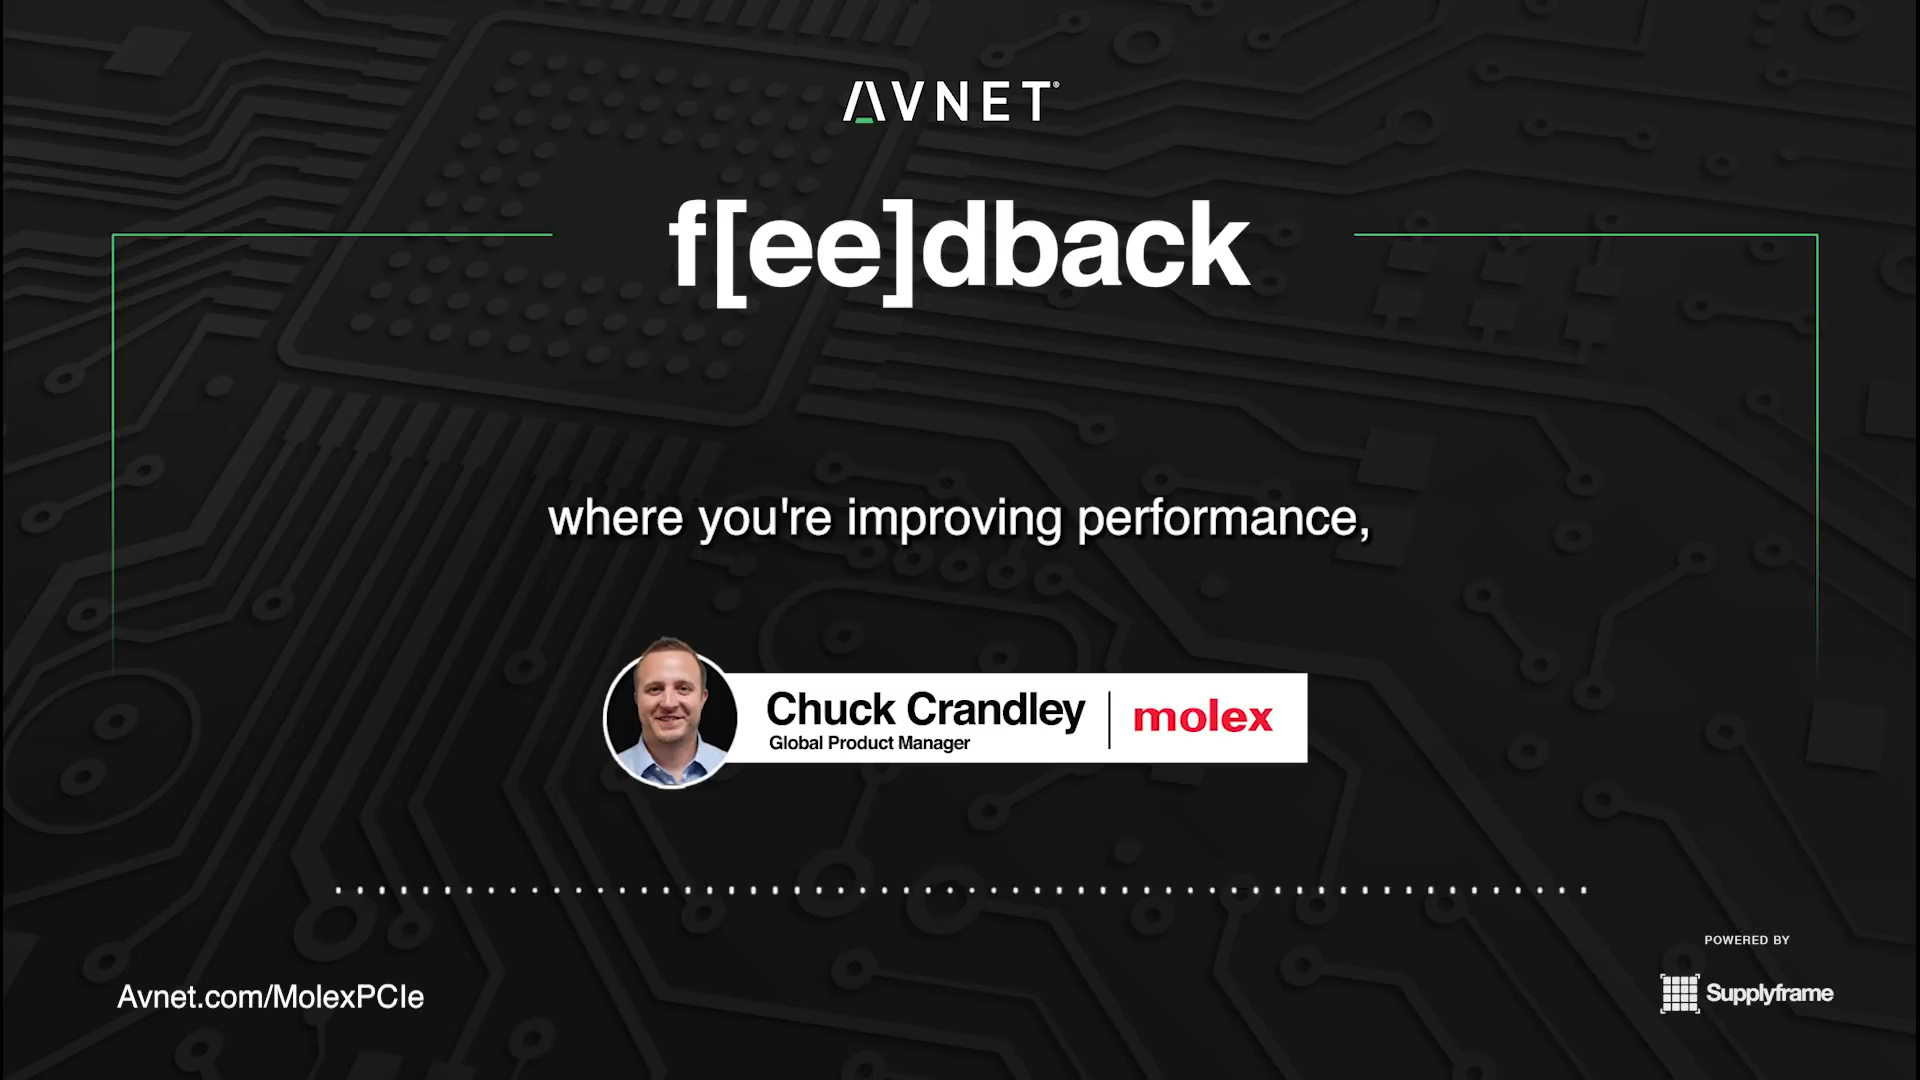 AVNET®
f[ee]dback
where you're improving performance,
Chuck Crandley
Global Product Manager
molex
POWERED BY
Supplyframe
Avnet.com/MolexPCIe